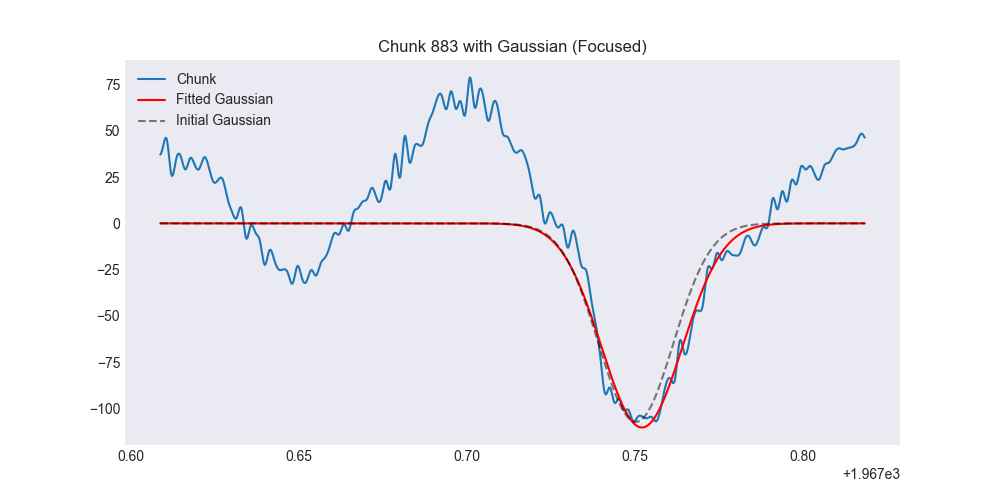 Chunk 883 with Gaussian (Focused)
Chunk
Fitted Gaussian
Initial Gaussian
75
50
25
0
−25
−50
−75
−100
0.60 0.65 0.70 0.75 0.80
+1.967e3